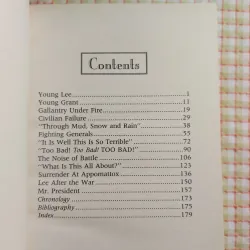 Contents
Young Lee 1
Young Grant 11
Gallantry Under Fire 19
Civilian Failure 29
"Through Mud, Snow and Rain" 38
Fighting Generals 55
"It Is Well This Is So Terrible" 72
"Too Bad! Too Bad! TOO BAD!" 90
The Noise of Battle 106
"What Is This All About?" 123
Surrender At Appomattox 136
Lee After the War 150
Mr. President 157
Chronology 173
Bibliography 175
Index 179